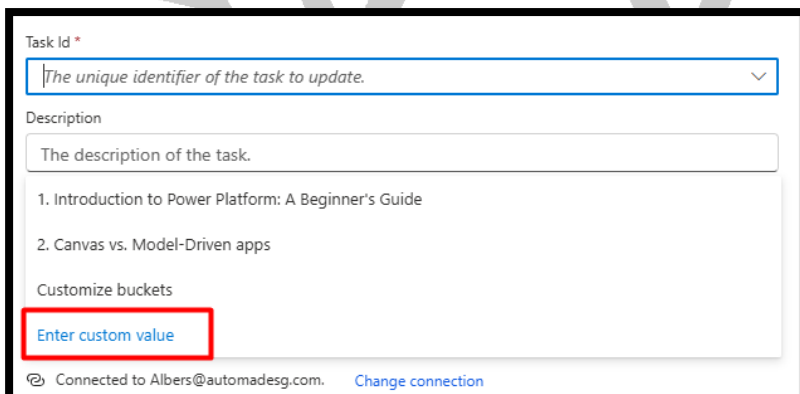 Task Id *
The unique identifier of the task to update.
Description
The description of the task.
1. Introduction to Power Platform: A Beginner's Guide
2. Canvas vs. Model-Driven apps
Customize buckets
Enter custom value
Connected to Albers@automadesg.com. Change connection